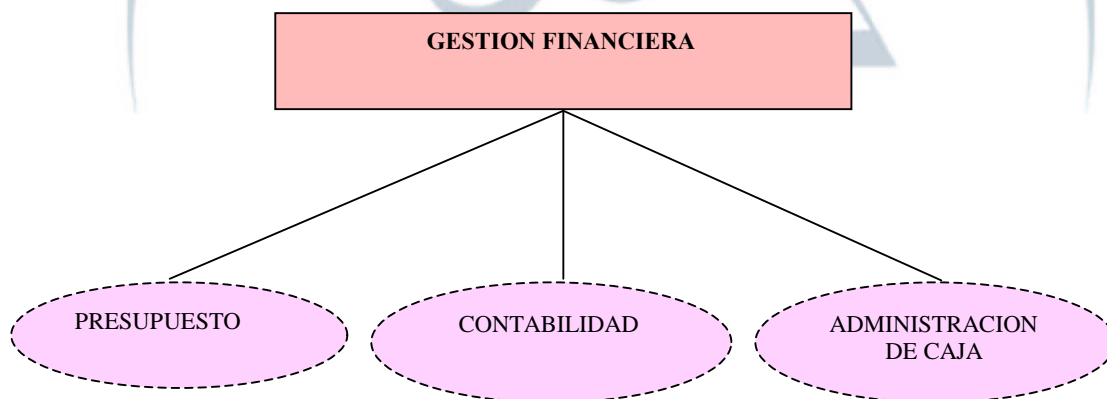 GESTION FINANCIERA
PRESUPUESTO
CONTABILIDAD
ADMINISTRACION
DE CAJA